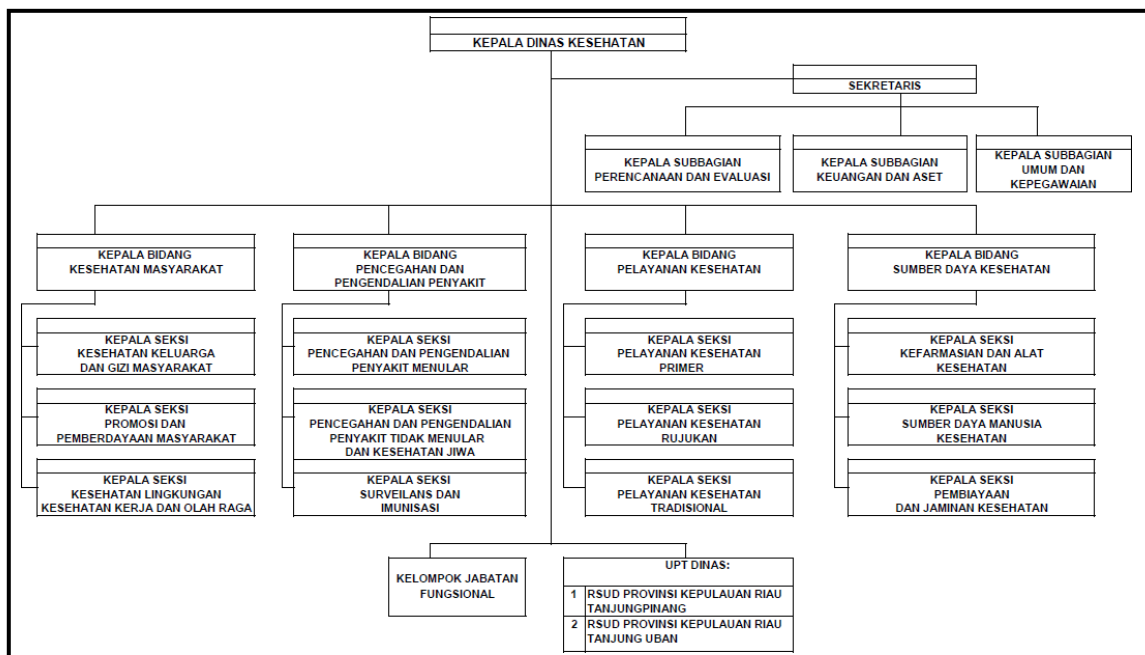 KEPALA DINAS KESEHATAN
SEKRETARIS
KEPALA SUBBAGIAN
PERENCANAAN DAN EVALUASI
KEPALA SUBBAGIAN
KEUANGAN DAN ASET
KEPALA SUBBAGIAN
UMUM DAN
KEPEGAWAIAN
KEPALA BIDANG
KESEHATAN MASYARAKAT
KEPALA BIDANG
PENCEGAHAN DAN
PENGENDALIAN PENYAKIT
KEPALA BIDANG
PELAYANAN KESEHATAN
KEPALA BIDANG
SUMBER DAYA KESEHATAN
KEPALA SEKSI
KESEHATAN KELUARGA
DAN GIZI MASYARAKAT
KEPALA SEKSI
PENCEGAHAN DAN PENGENDALIAN
PENYAKIT MENULAR
KEPALA SEKSI
PELAYANAN KESEHATAN
PRIMER
KEPALA SEKSI
KEFARMASIAN DAN ALAT
KESEHATAN
KEPALA SEKSI
PROMOSI DAN
PEMBERDAYAAN MASYARAKAT
KEPALA SEKSI
PENCEGAHAN DAN PENGENDALIAN
PENYAKIT TIDAK MENULAR
DAN KESEHATAN JIWA
KEPALA SEKSI
PELAYANAN KESEHATAN
RUJUKAN
KEPALA SEKSI
SUMBER DAYA MANUSIA
KESEHATAN
KEPALA SEKSI
KESEHATAN LINGKUNGAN
KESEHATAN KERJA DAN OLAH RAGA
KEPALA SEKSI
SURVEILANS DAN
IMUNISASI
KEPALA SEKSI
PELAYANAN KESEHATAN
TRADISIONAL
KEPALA SEKSI
PEMBIAYAAN
DAN JAMINAN KESEHATAN
KELOMPOK JABATAN
FUNGSIONAL
UPT DINAS:
1 RSUD PROVINSI KEPULAUAN RIAU
TANJUNGPINANG
2 RSUD PROVINSI KEPULAUAN RIAU
TANJUNG UBAN